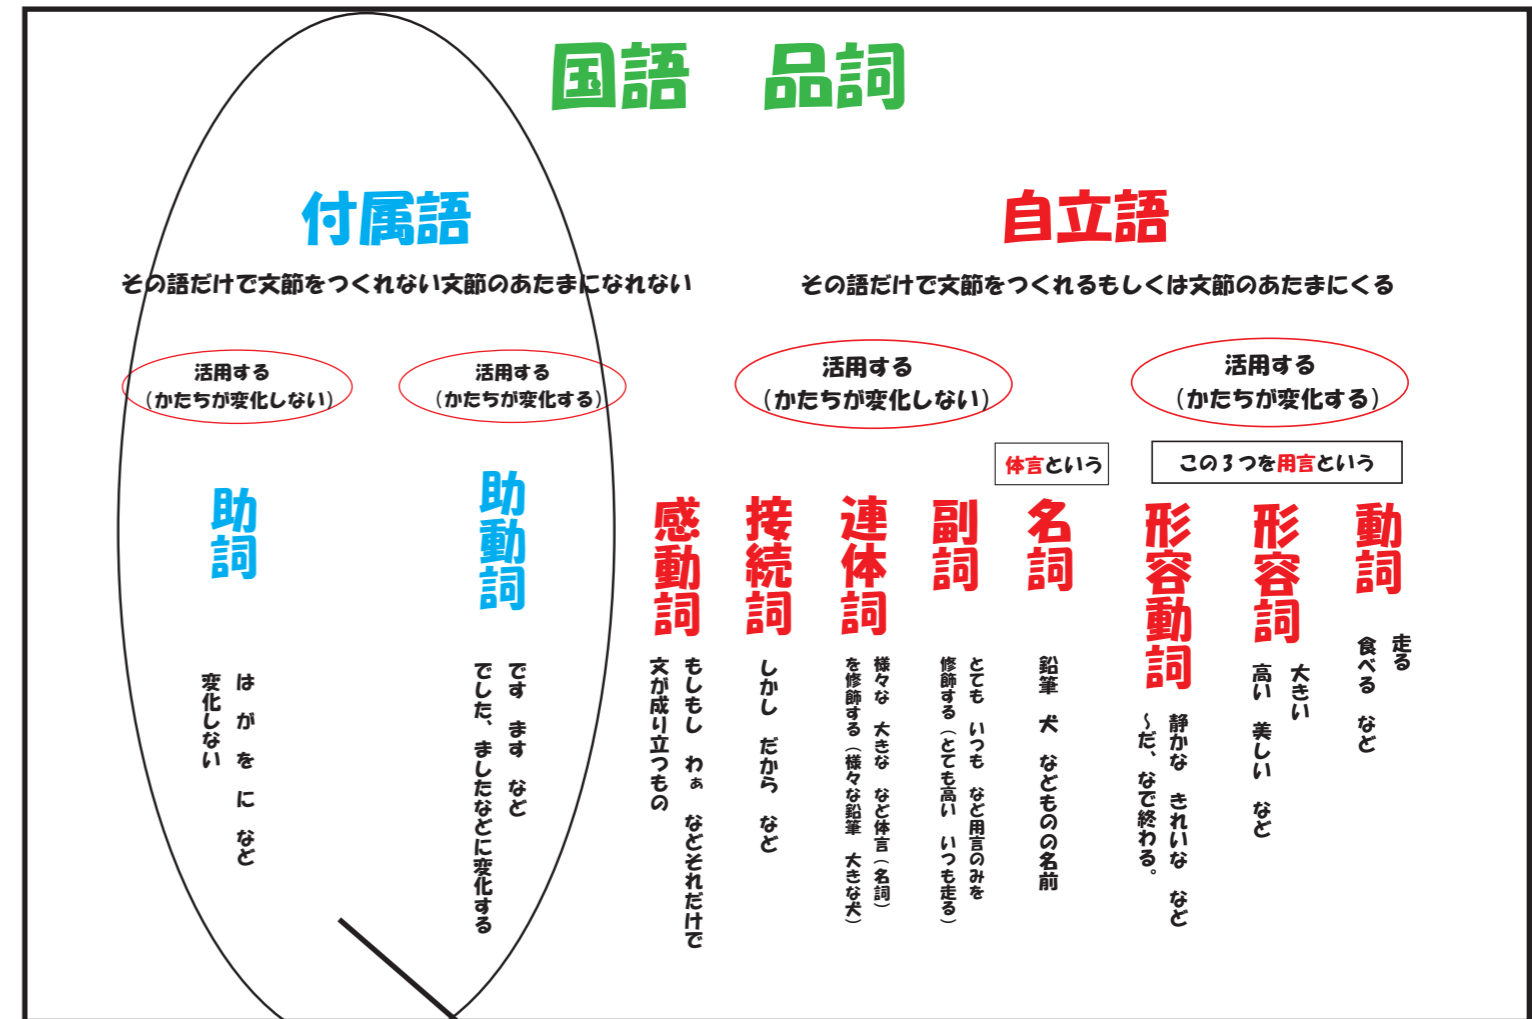 国語　品詞
自立語
その語だけで文節をつくれるもしくは文節のあたまにくる
活用する
（かたちが変化する）
この３つを用言という
動詞
走る
食べる　など
形容詞
大きい
高い　美しい　など
形容動詞
静かな　きれいな　など
～だ、なで終わる。
活用する
（かたちが変化しない）
体言という
名詞
鉛筆　犬　などものの名前
副詞
とても　いつも　など用言のみを
修飾する（とても高い　いつも走る）
連体詞
様々な　大きな　など体言（名詞）
を修飾する（様々な鉛筆　大きな犬）
接続詞
しかし　だから　など
感動詞
もしもし　わぁ　などそれだけで
文が成り立つもの
付属語
その語だけで文節をつくれない文節のあたまになれない
活用する
（かたちが変化する）
助動詞
です　ます　など
でした、ましたなどに変化する
活用する
（かたちが変化しない）
助詞
は　が　を　に　など
変化しない